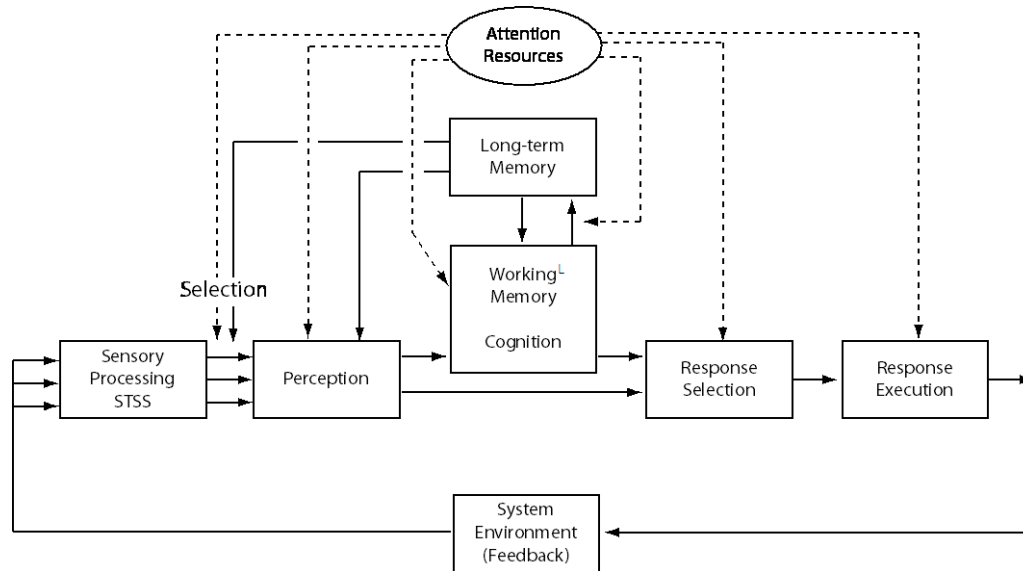 Attention
Resources
Long-term
Memory
Selection
Working L
Memory
Cognition
Sensory
Processing
STSS
Perception
Response
Selection
Response
Execution
System
Environment
(Feedback)